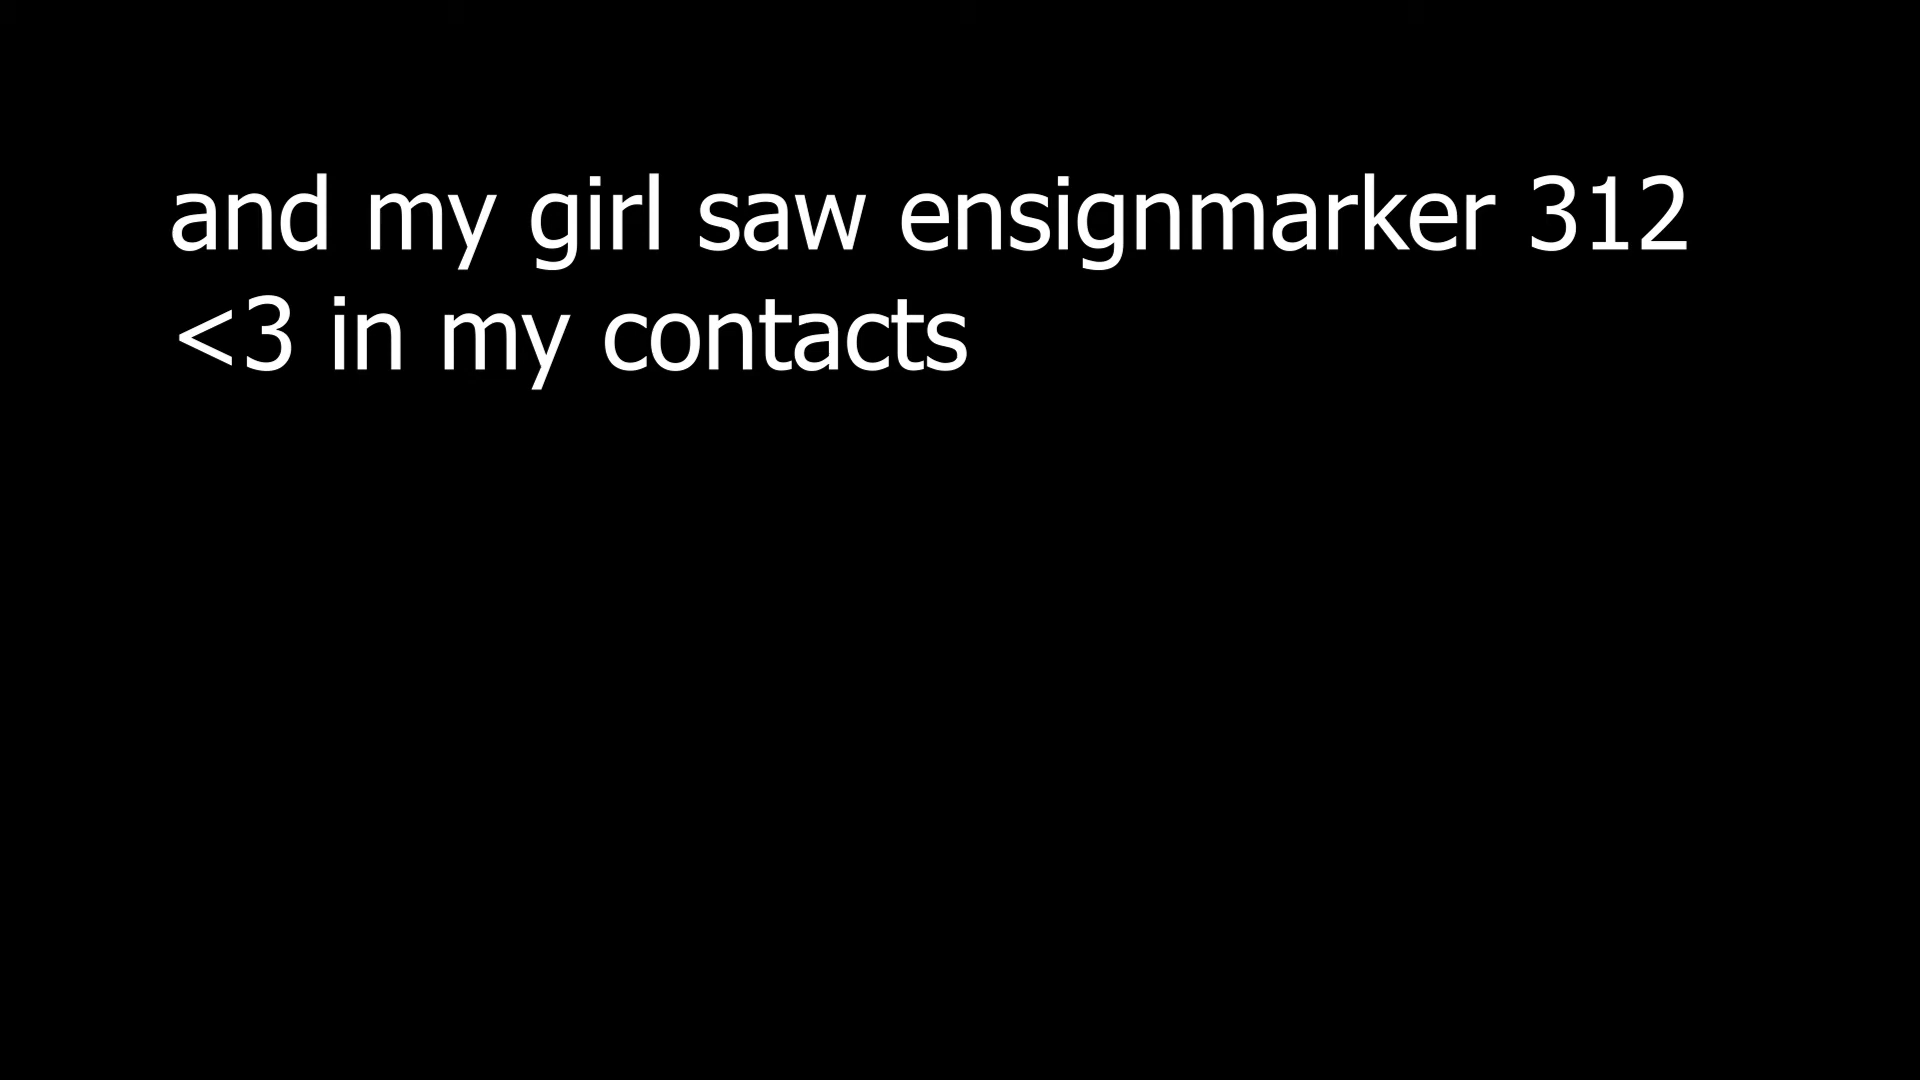 and my girl saw ensignmarker 312
<3 in my contacts